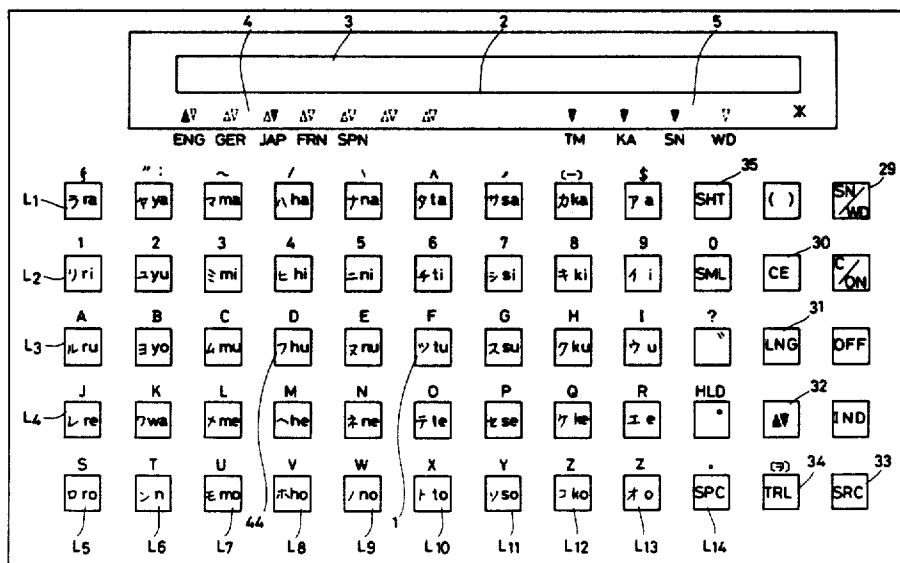 4 3 2 5
ENG GER JAP FRN SPN TM KA SN WD
" : ~ / \ ^ (—) $ 35 29
L1 ラra ヤya マma ハha ナna タta サsa カka アa SHT ( ) SN/WD
1 2 3 4 5 6 7 8 9 0 30
L2 リri ユyu ミmi ヒhi ニni チti シsi キki イi SML CE C/ON
A B C D E F G H I ? 31
L3 ルru ヨyo ムmu フhu ヌnu ツtu スsu クku ウu ゛ LNG OFF
J K L M N O P Q R HLD 32
L4 レre ワwa メme ヘhe ネne テte セse ケke エe • ▲▼ IND
S T U V W X Y Z Z . (ヲ) 34 33
ロro ンn モmo ホho ノno トto ソso コko オo SPC TRL SRC
44 1
L5 L6 L7 L8 L9 L10 L11 L12 L13 L14